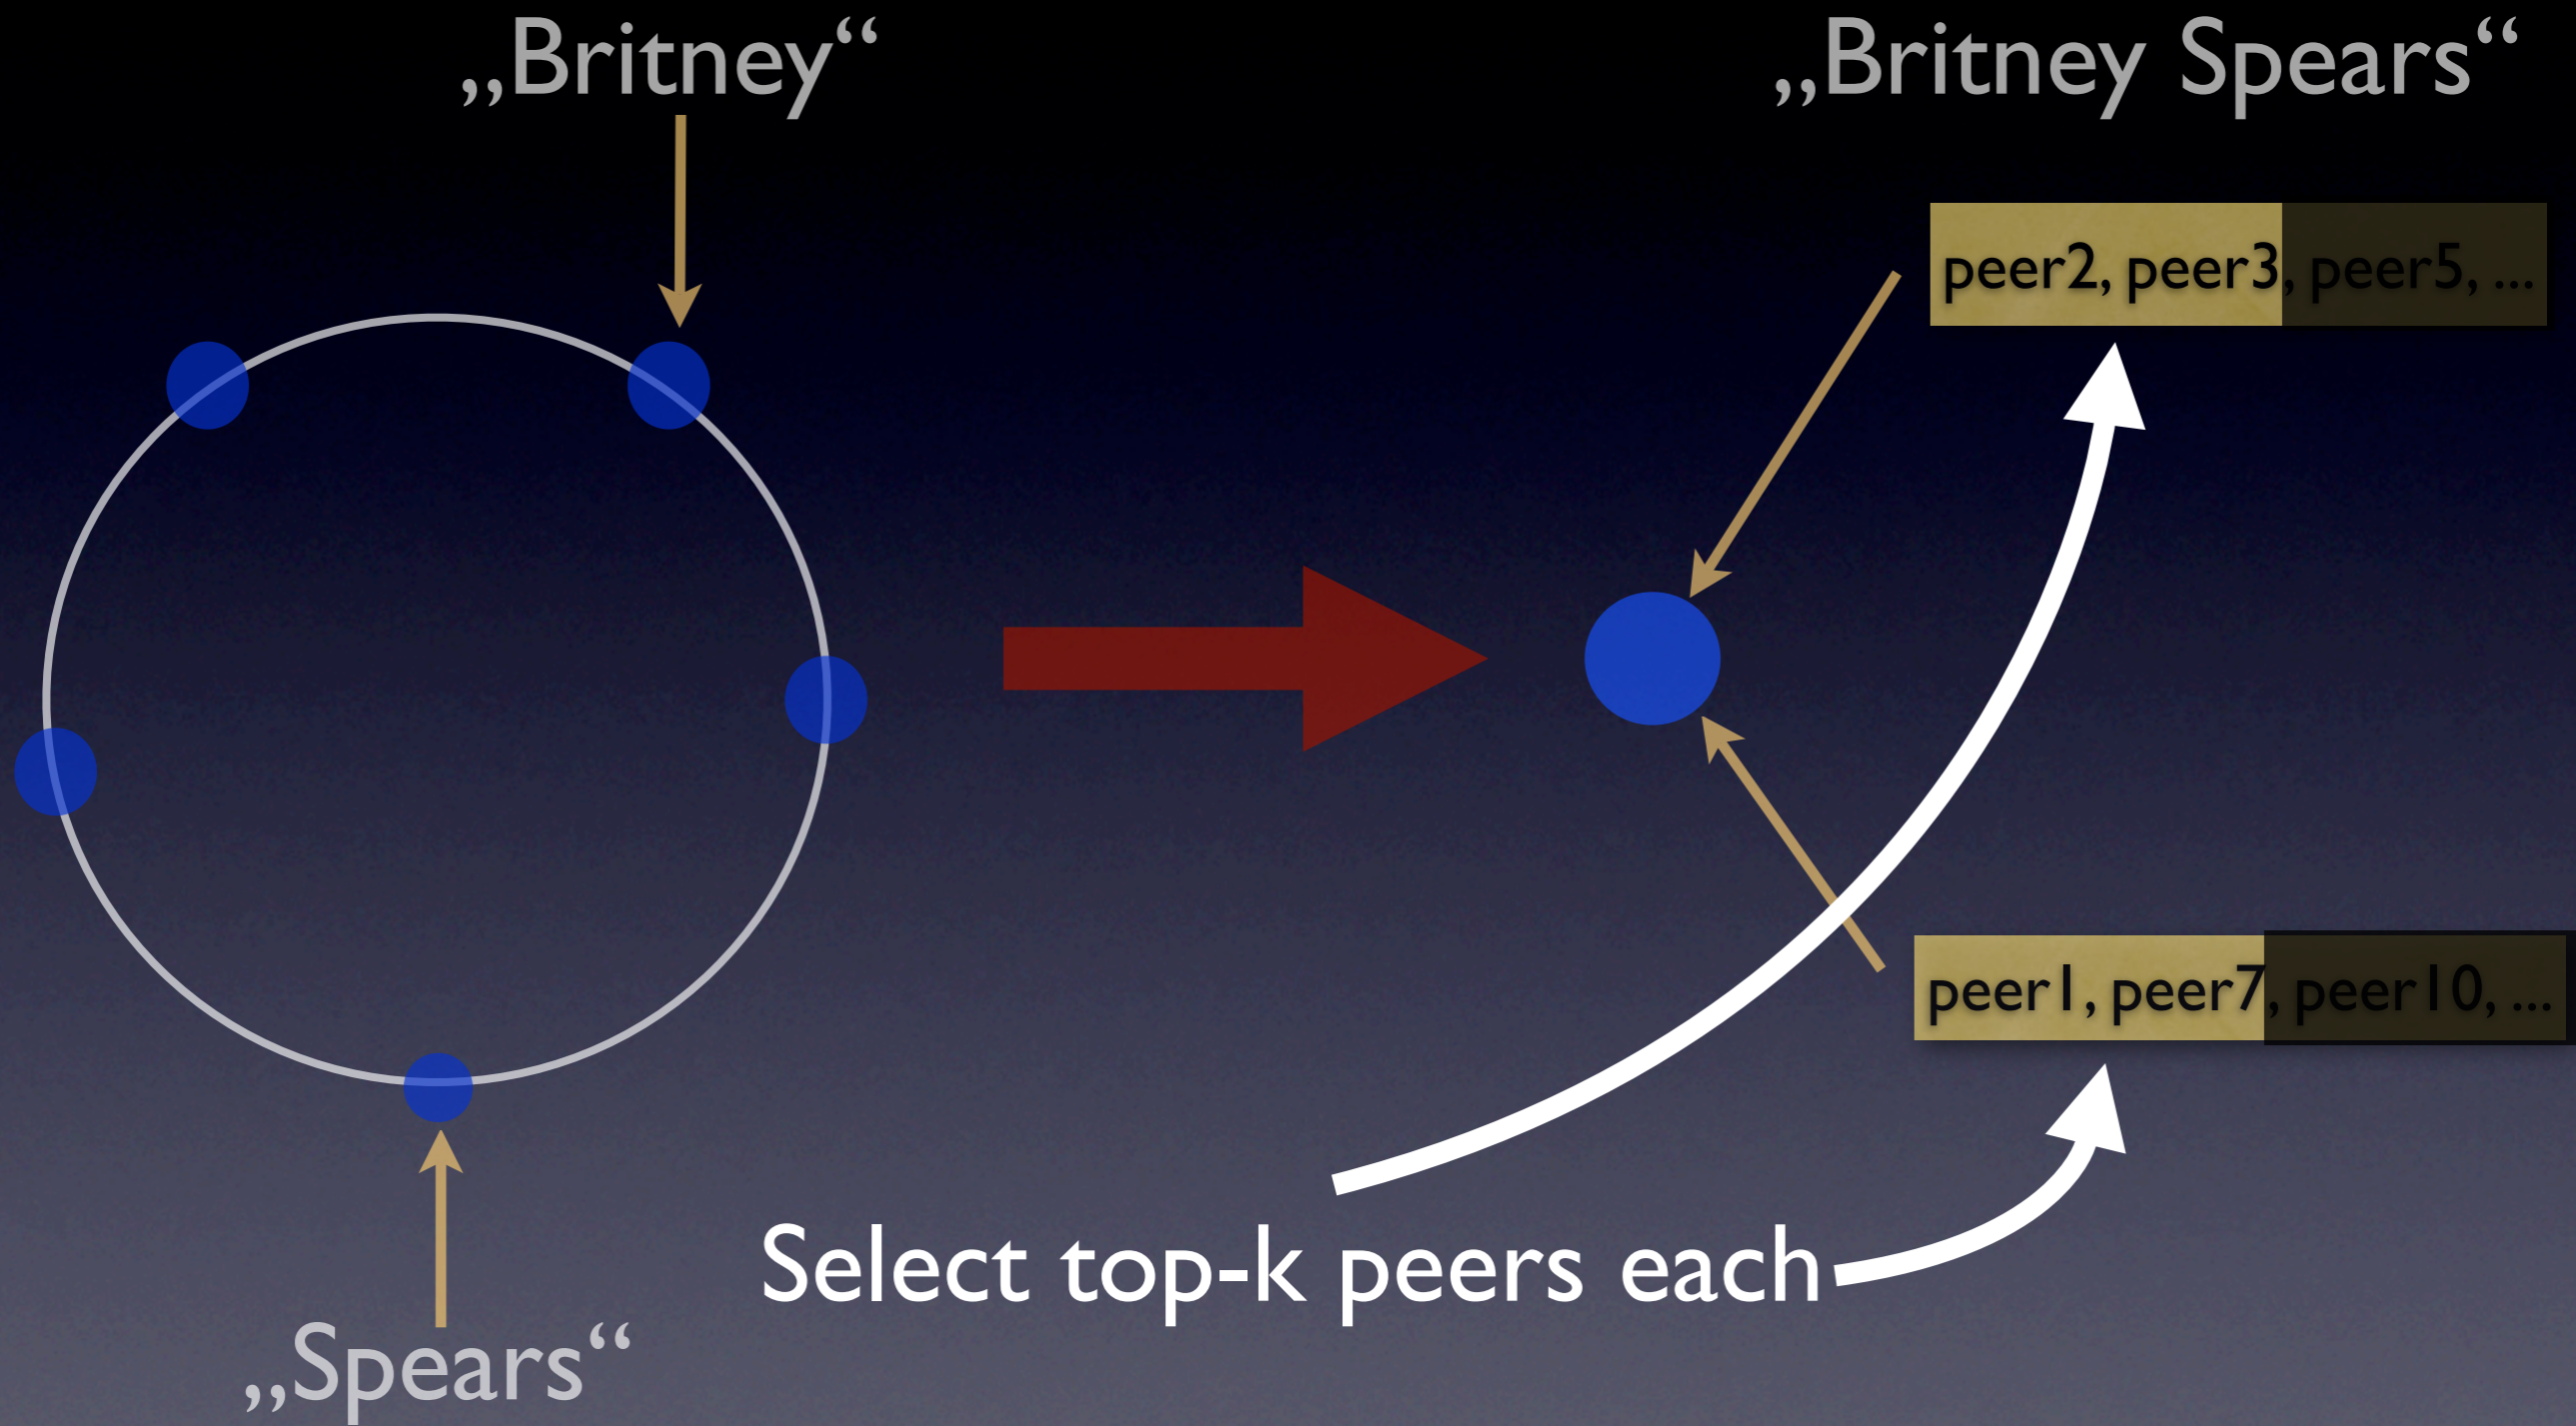 „Britney“
„Britney Spears“
peer2, peer3, peer5, ...
peer1, peer7, peer10, ...
Select top-k peers each
„Spears“